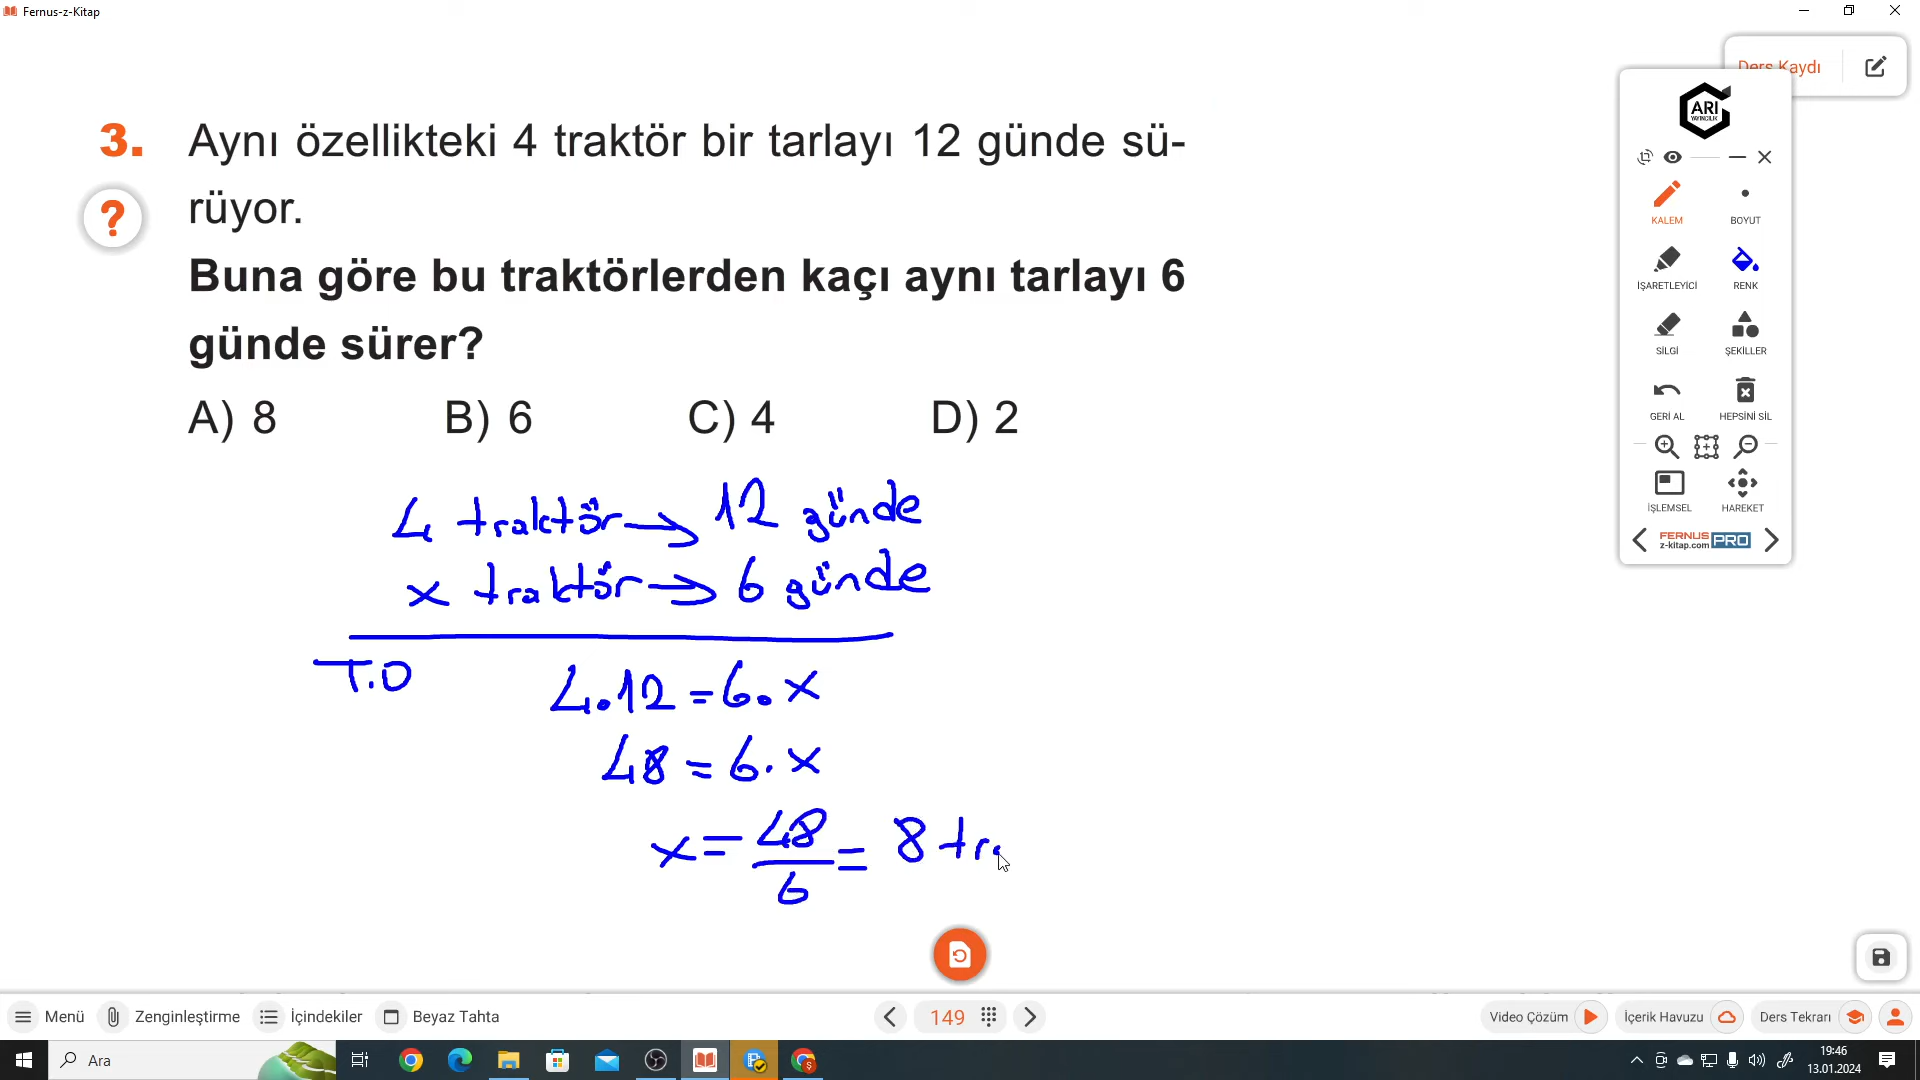 Fernus-z-Kitap
Ders Kaydı
ARI
YAYINCILIK
3. Aynı özellikteki 4 traktör bir tarlayı 12 günde sü-
rüyor.
?
Buna göre bu traktörlerden kaçı aynı tarlayı 6
günde sürer?
A) 8 B) 6 C) 4 D) 2
4 traktör → 12 günde
x traktör → 6 günde
T.O
4.12 = 6.x
48 = 6.x
x = 48/6 = 8 tra
KALEM BOYUT
İŞARETLEYİCİ RENK
SİLGİ ŞEKİLLER
GERİ AL HEPSİNİ SİL
İŞLEMSEL HAREKET
FERNUS
z-kitap.com PRO
Menü Zenginleştirme İçindekiler Beyaz Tahta 149 Video Çözüm İçerik Havuzu Ders Tekrarı
Ara
19:46
13.01.2024